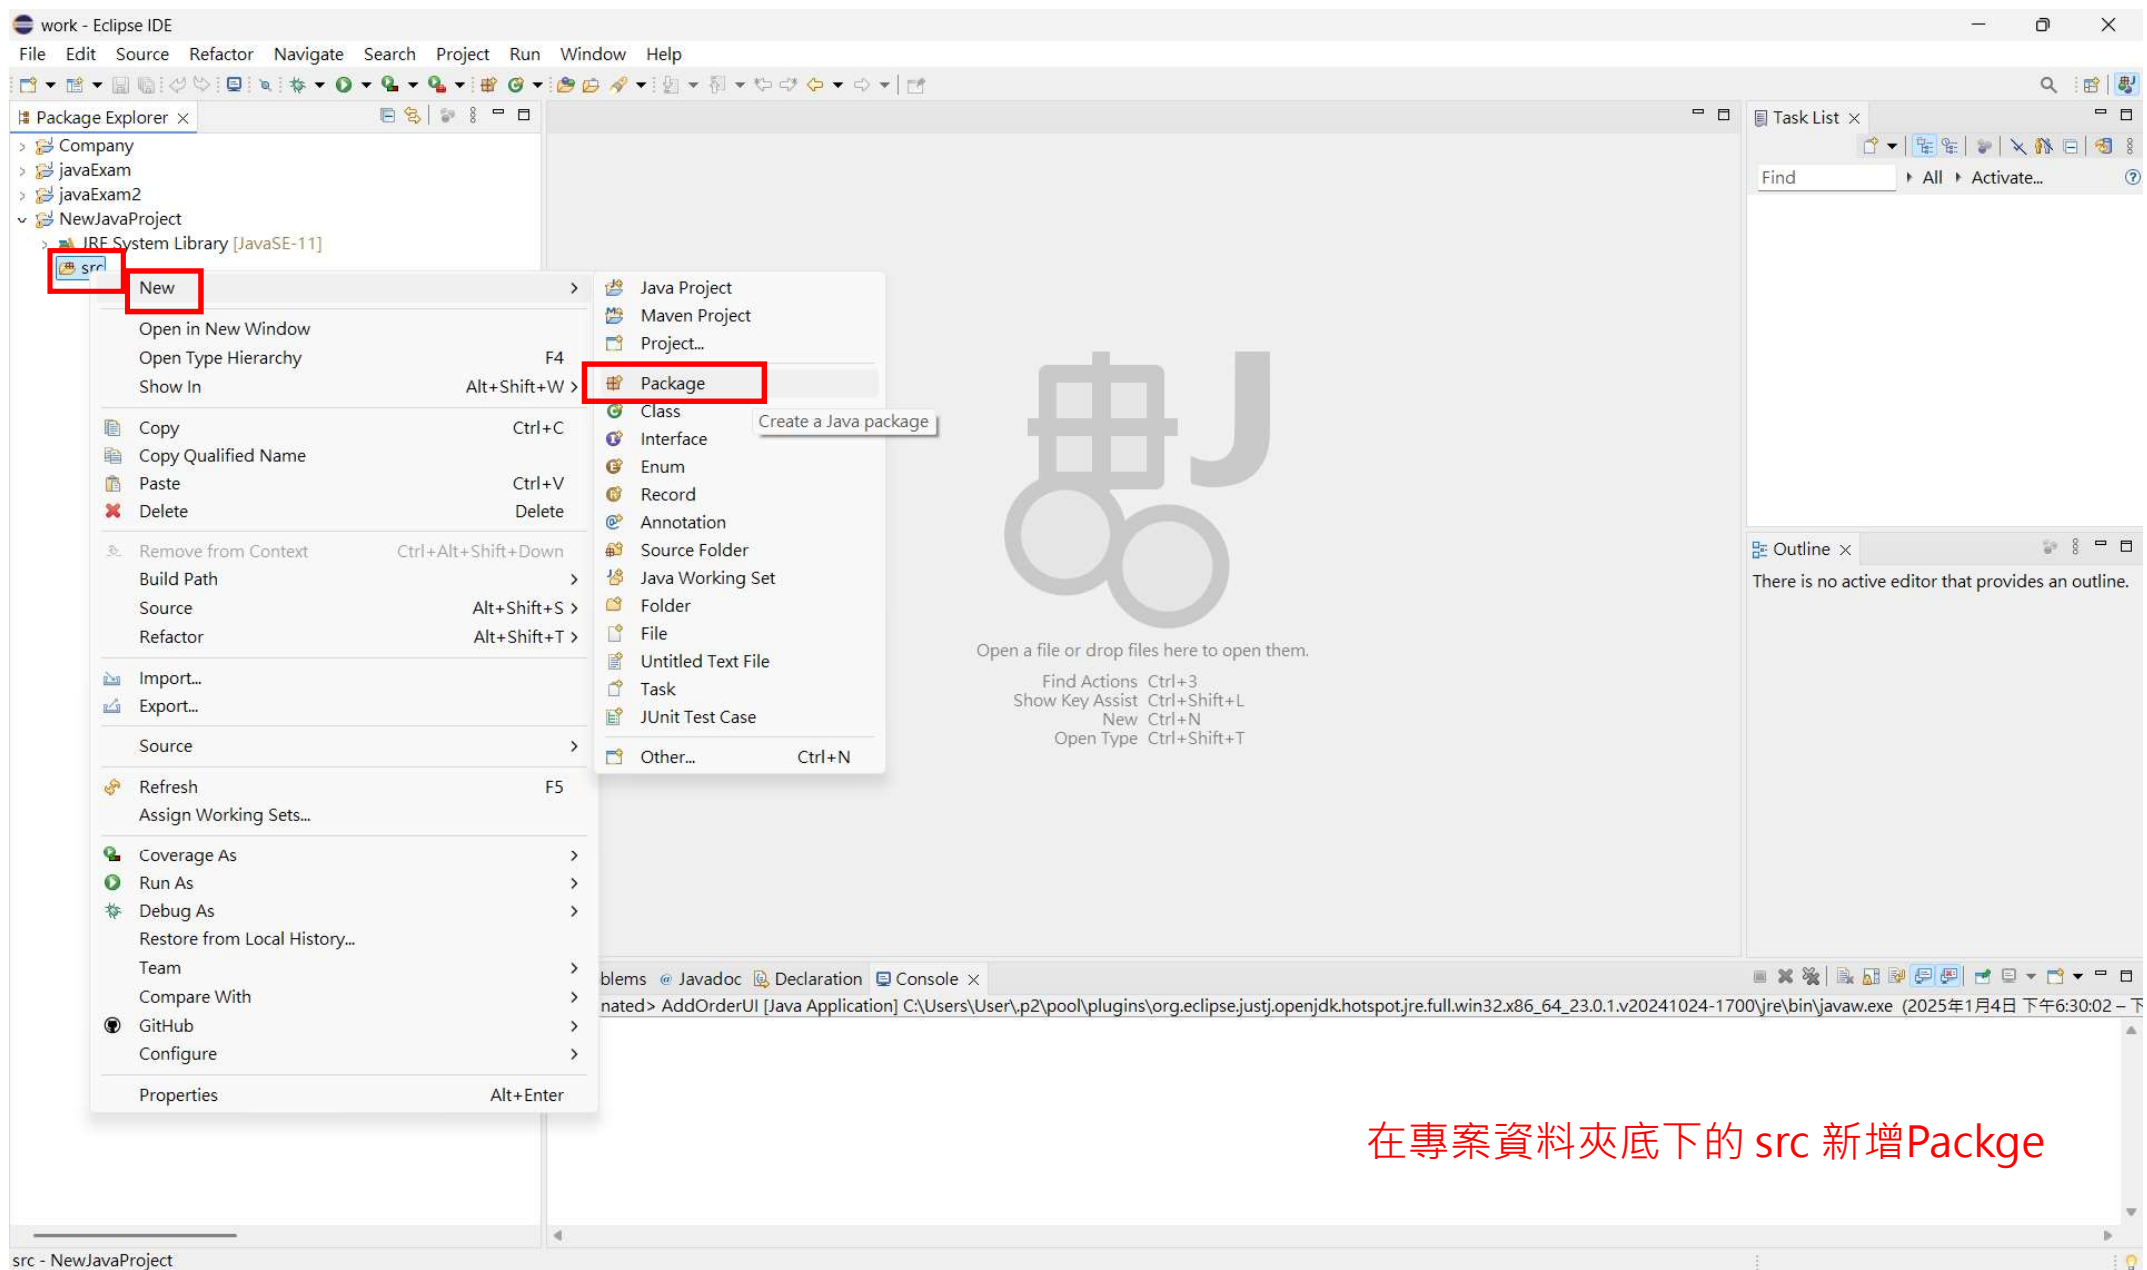 work - Eclipse IDE
File Edit Source Refactor Navigate Search Project Run Window Help
Package Explorer
Company
javaExam
javaExam2
NewJavaProject
JRE System Library [JavaSE-11]
src
New
Open in New Window
Open Type Hierarchy F4
Show In Alt+Shift+W
Copy Ctrl+C
Copy Qualified Name
Paste Ctrl+V
Delete Delete
Remove from Context Ctrl+Alt+Shift+Down
Build Path
Source Alt+Shift+S
Refactor Alt+Shift+T
Import...
Export...
Source
Refresh F5
Assign Working Sets...
Coverage As
Run As
Debug As
Restore from Local History...
Team
Compare With
GitHub
Configure
Properties Alt+Enter
Java Project
Maven Project
Project...
Package
Class
Create a Java package
Interface
Enum
Record
Annotation
Source Folder
Java Working Set
Folder
File
Untitled Text File
Task
JUnit Test Case
Other... Ctrl+N
Open a file or drop files here to open them.
Find Actions Ctrl+3
Show Key Assist Ctrl+Shift+L
New Ctrl+N
Open Type Ctrl+Shift+T
Task List
Find All Activate...
Outline
There is no active editor that provides an outline.
blems Javadoc Declaration Console
nated> AddOrderUI [Java Application] C:\Users\User\.p2\pool\plugins\org.eclipse.justj.openjdk.hotspot.jre.full.win32.x86_64_23.0.1.v20241024-1700\jre\bin\javaw.exe (2025年1月4日 下午6:30:02 – 下
在專案資料夾底下的 src 新增Packge
src - NewJavaProject